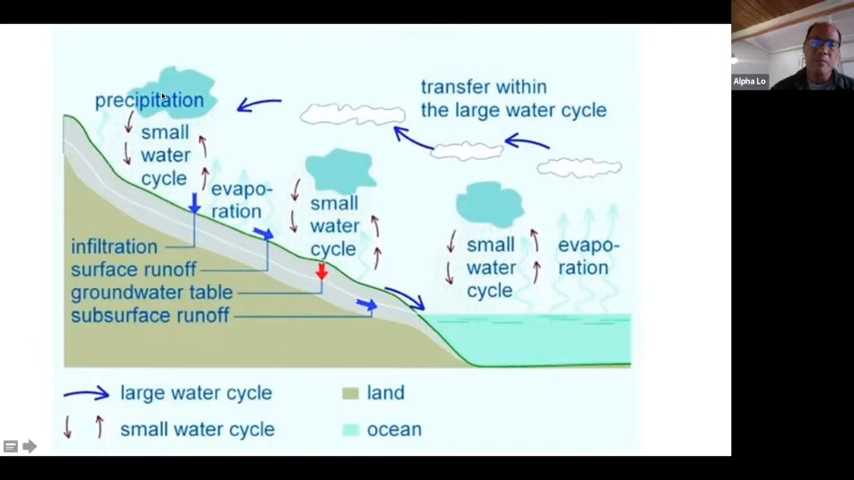 precipitation
small
water
cycle
evapo-
ration
transfer within
the large water cycle
small
water
cycle
small
water
cycle
evapo-
ration
infiltration
surface runoff
groundwater table
subsurface runoff
large water cycle
land
small water cycle
ocean
Alpha Lo